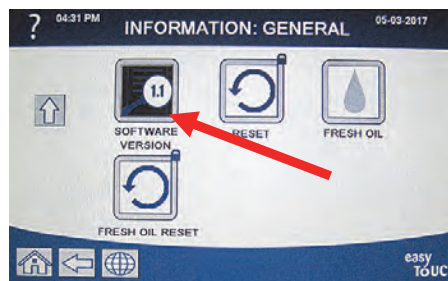 ?
04:31 PM
INFORMATION: GENERAL
05-03-2017
1.1
SOFTWARE
VERSION
RESET
FRESH OIL
FRESH OIL RESET
easy
ToUC